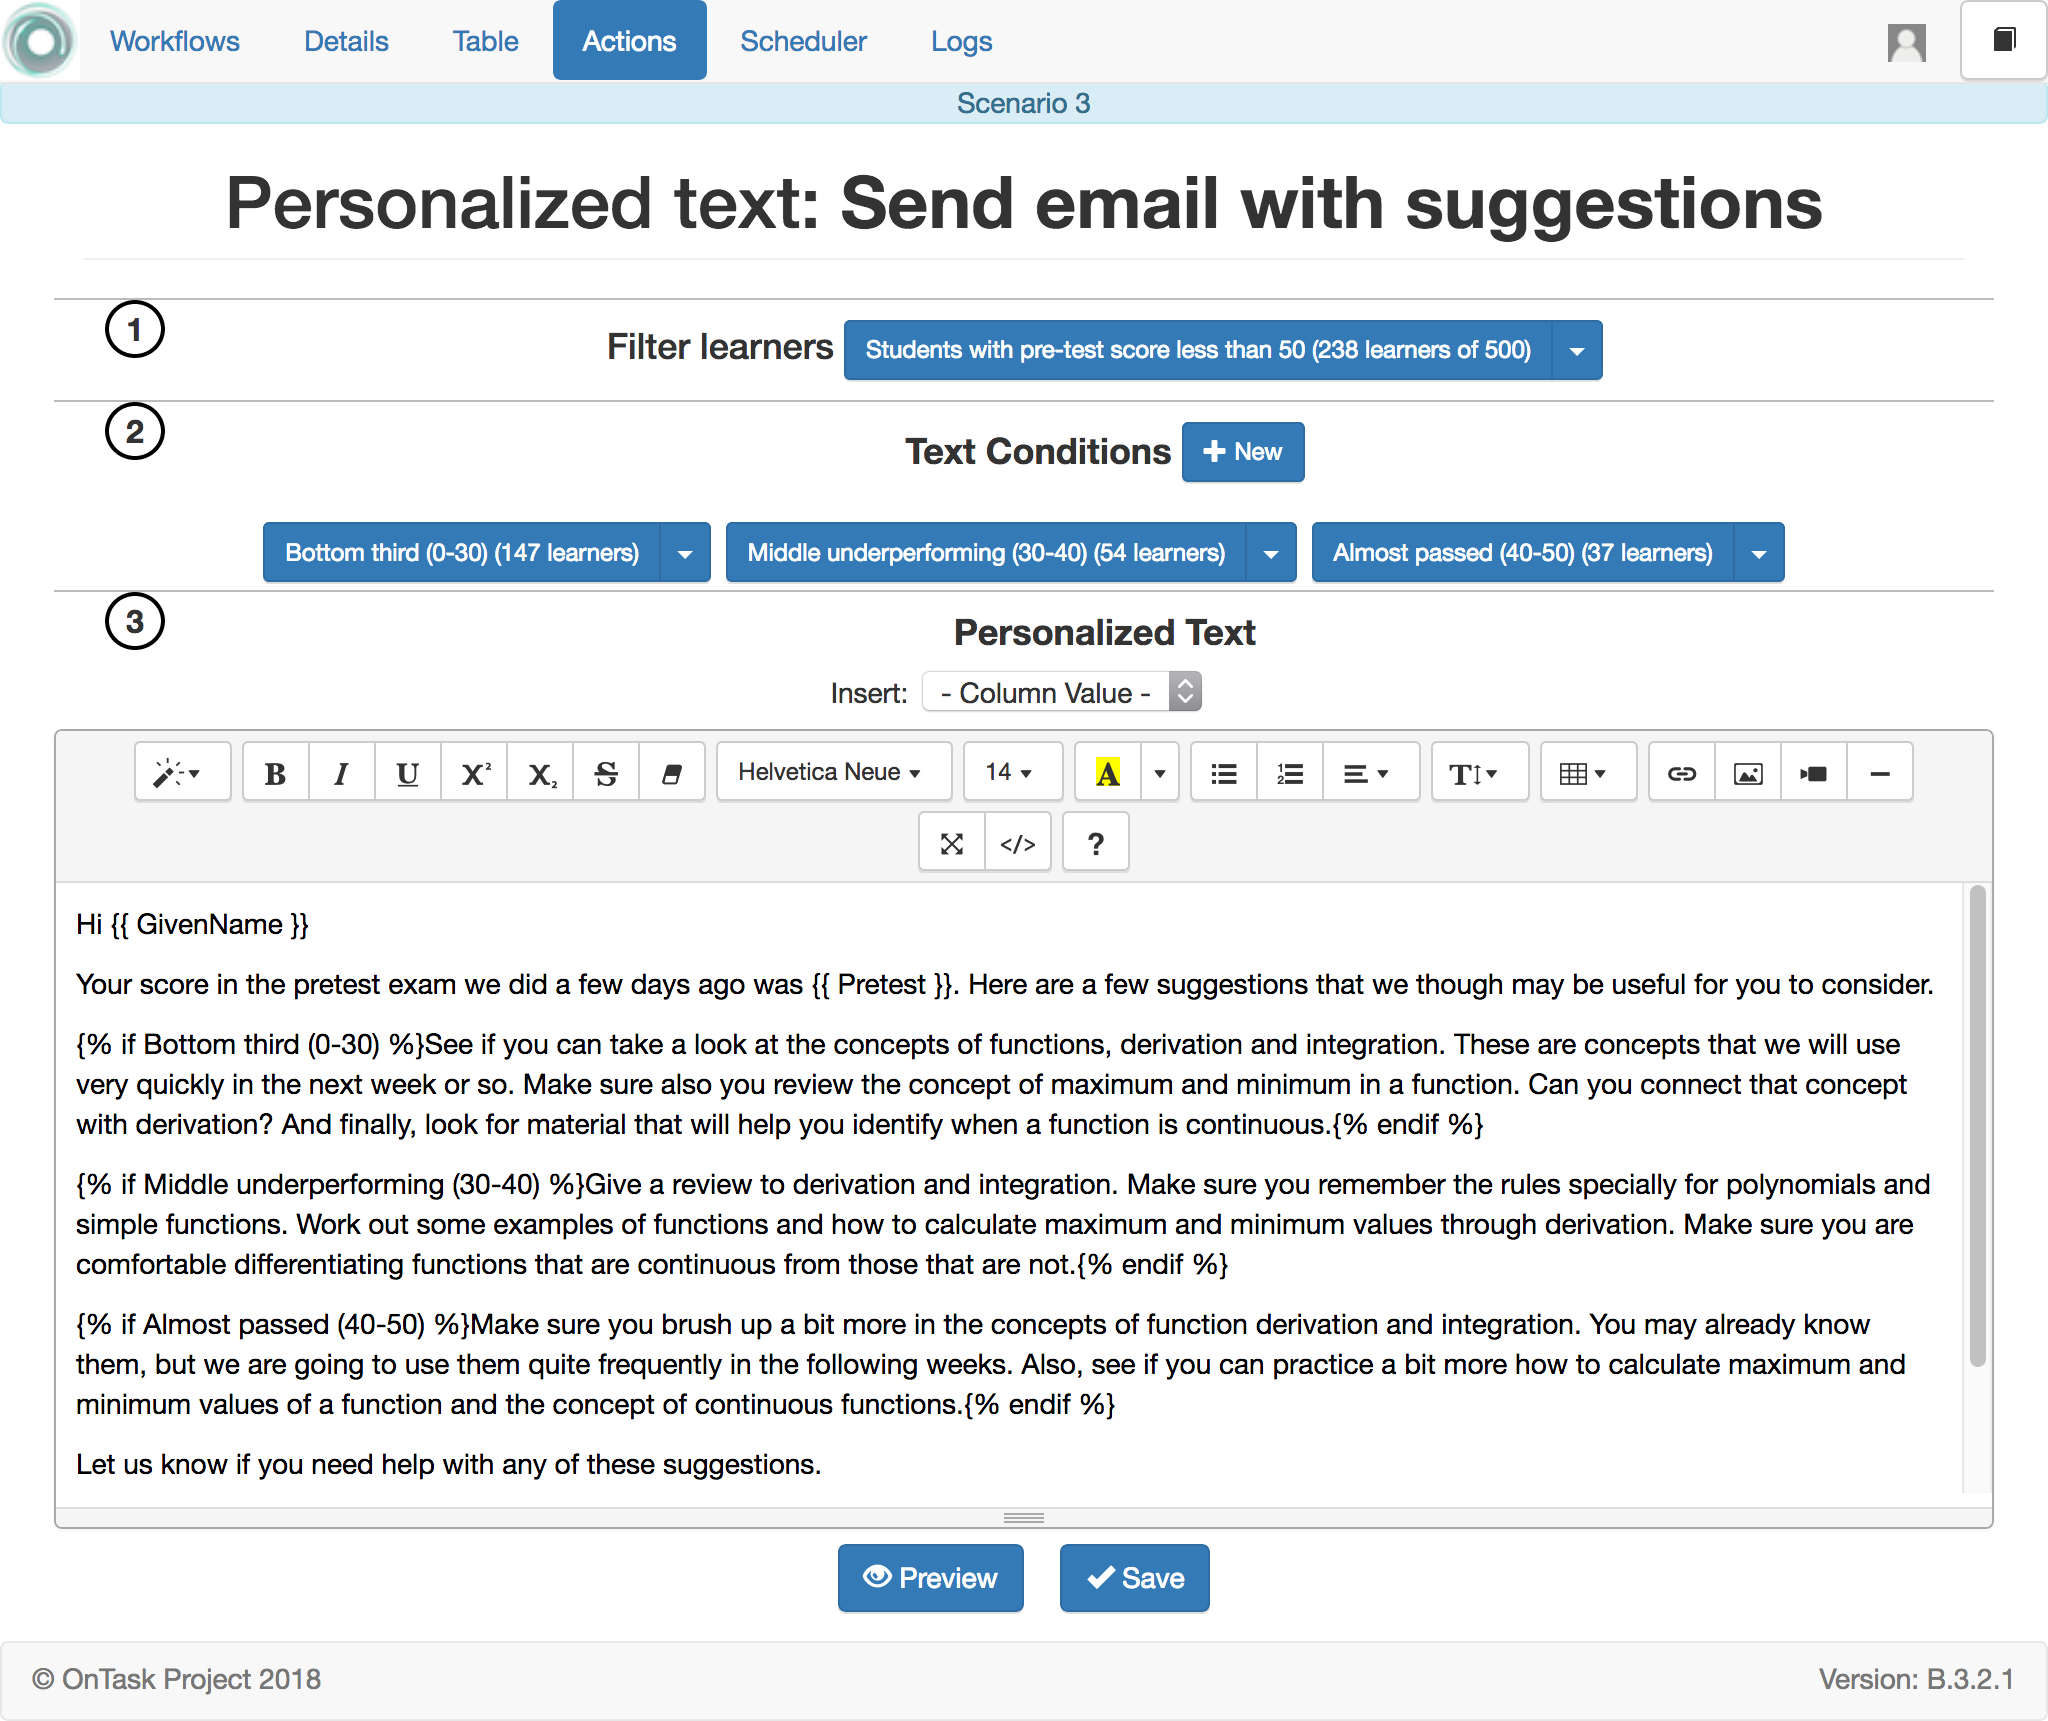 Workflows Details Table Actions Scheduler Logs
Scenario 3
Personalized text: Send email with suggestions
1
Filter learners Students with pre-test score less than 50 (238 learners of 500)
2
Text Conditions New
Bottom third (0-30) (147 learners) Middle underperforming (30-40) (54 learners) Almost passed (40-50) (37 learners)
3
Personalized Text
Insert: - Column Value -
B I U X² X₂ S Helvetica Neue 14 A T
</> ?
Hi {{ GivenName }}
Your score in the pretest exam we did a few days ago was {{ Pretest }}. Here are a few suggestions that we though may be useful for you to consider.
{% if Bottom third (0-30) %}See if you can take a look at the concepts of functions, derivation and integration. These are concepts that we will use
very quickly in the next week or so. Make sure also you review the concept of maximum and minimum in a function. Can you connect that concept
with derivation? And finally, look for material that will help you identify when a function is continuous.{% endif %}
{% if Middle underperforming (30-40) %}Give a review to derivation and integration. Make sure you remember the rules specially for polynomials and
simple functions. Work out some examples of functions and how to calculate maximum and minimum values through derivation. Make sure you are
comfortable differentiating functions that are continuous from those that are not.{% endif %}
{% if Almost passed (40-50) %}Make sure you brush up a bit more in the concepts of function derivation and integration. You may already know
them, but we are going to use them quite frequently in the following weeks. Also, see if you can practice a bit more how to calculate maximum and
minimum values of a function and the concept of continuous functions.{% endif %}
Let us know if you need help with any of these suggestions.
Preview Save
© OnTask Project 2018 Version: B.3.2.1